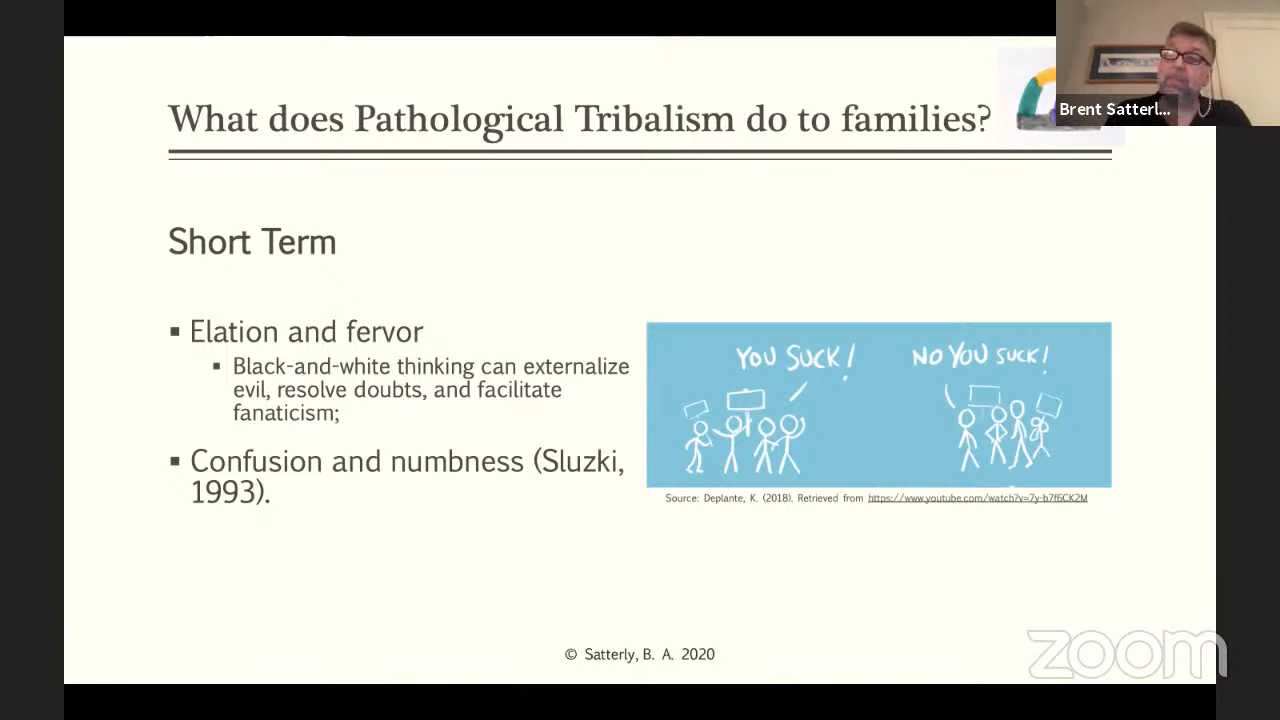 What does Pathological Tribalism do to families?
Brent Satterl...
Short Term
▪ Elation and fervor
▪ Black-and-white thinking can externalize
evil, resolve doubts, and facilitate
fanaticism;
▪ Confusion and numbness (Sluzki,
1993).
YOU SUCK!
NO YOU SUCK!
Source: Deplante, K. (2018). Retrieved from https://www.youtube.com/watch?v=7y-b7f6CK2M
© Satterly, B. A. 2020
zoom